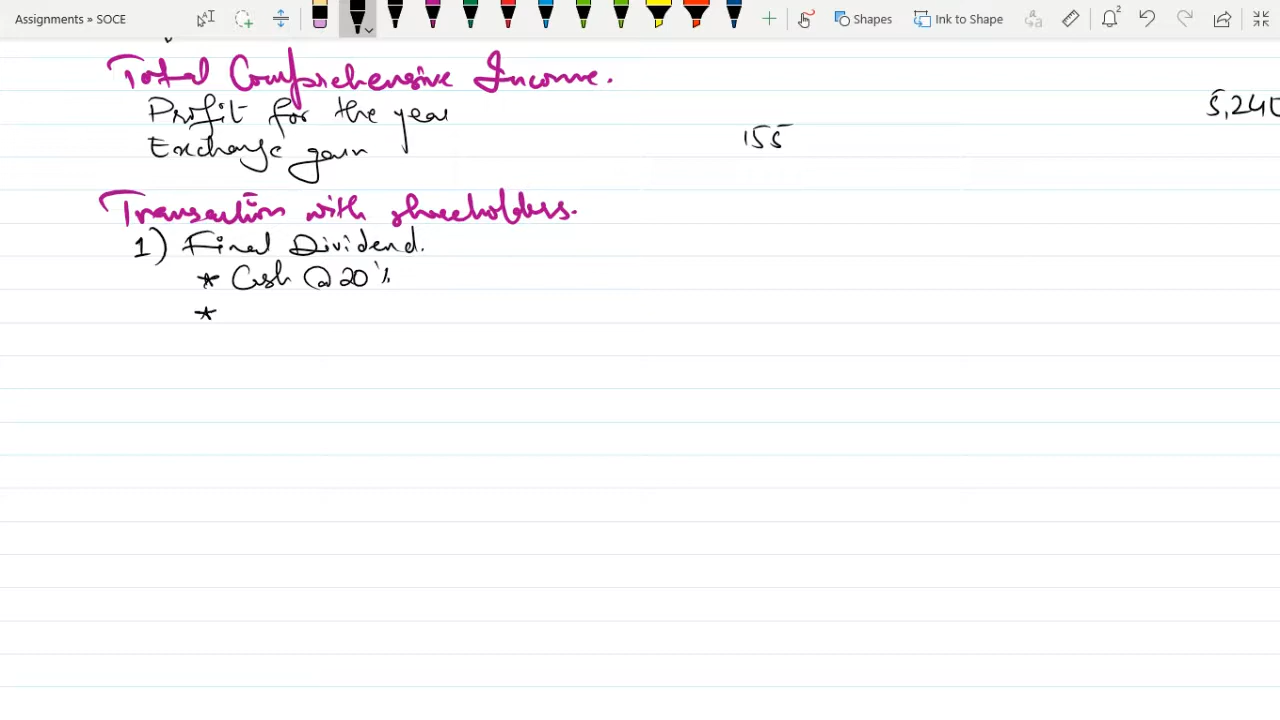 Assignments » SOCE
Shapes
Ink to Shape
2
Total Comprehensive Income.
Profit for the year 5,240
Exchange gain 155
Transaction with shareholders.
1) Final Dividend.
* Cash @ 20%
*